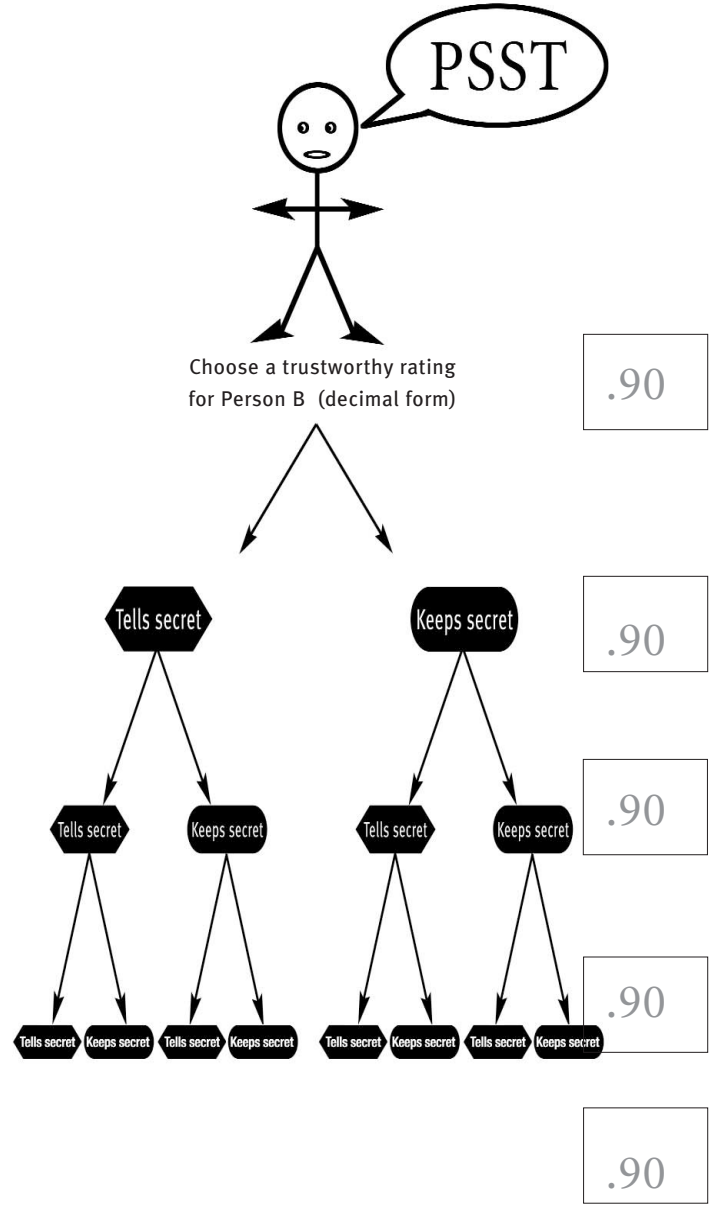 PSST
Choose a trustworthy rating
for Person B (decimal form)
.90
Tells secret
Keeps secret
.90
Tells secret
Keeps secret
Tells secret
Keeps secret
.90
Tells secret
Keeps secret
Tells secret
Keeps secret
Tells secret
Keeps secret
Tells secret
Keeps secret
.90
.90